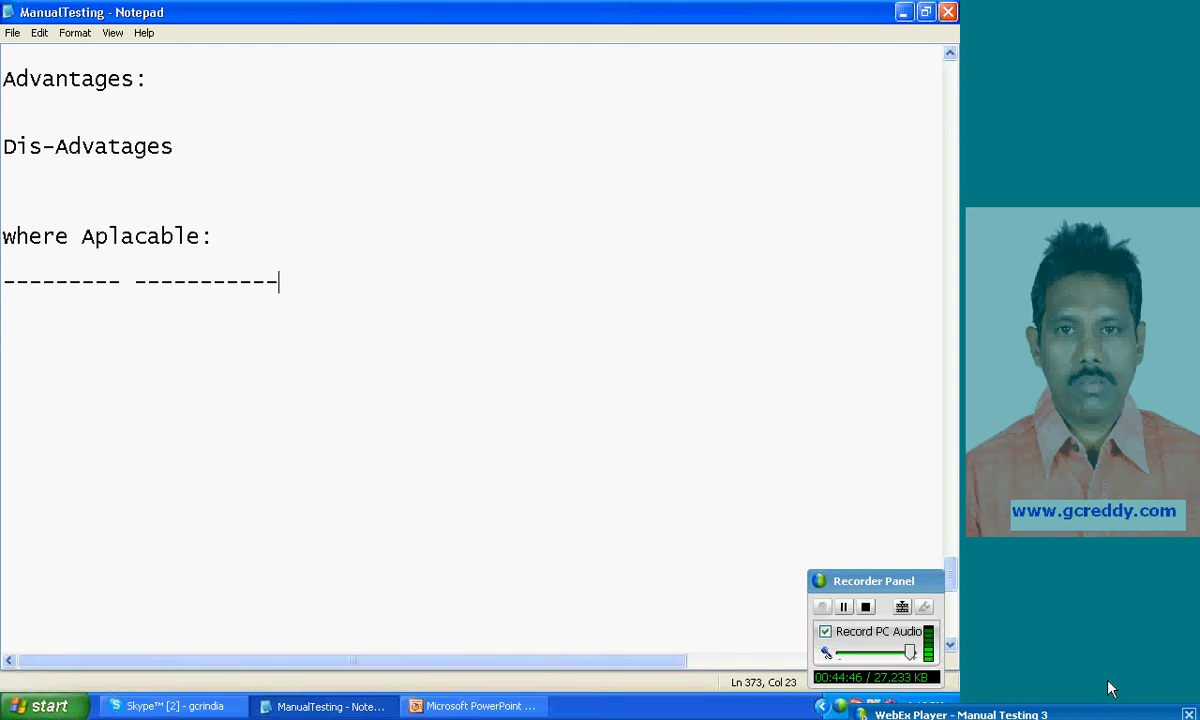 ManualTesting - Notepad
File Edit Format View Help
Advantages:
Dis-Advatages
where Aplacable:
--------- -----------
www.gcreddy.com
Recorder Panel
Record PC Audio
00:44:46 / 27,233 KB
Ln 373, Col 23
start
Skype™ [2] - gcrindia
ManualTesting - Note...
Microsoft PowerPoint ...
WebEx Player - Manual Testing 3